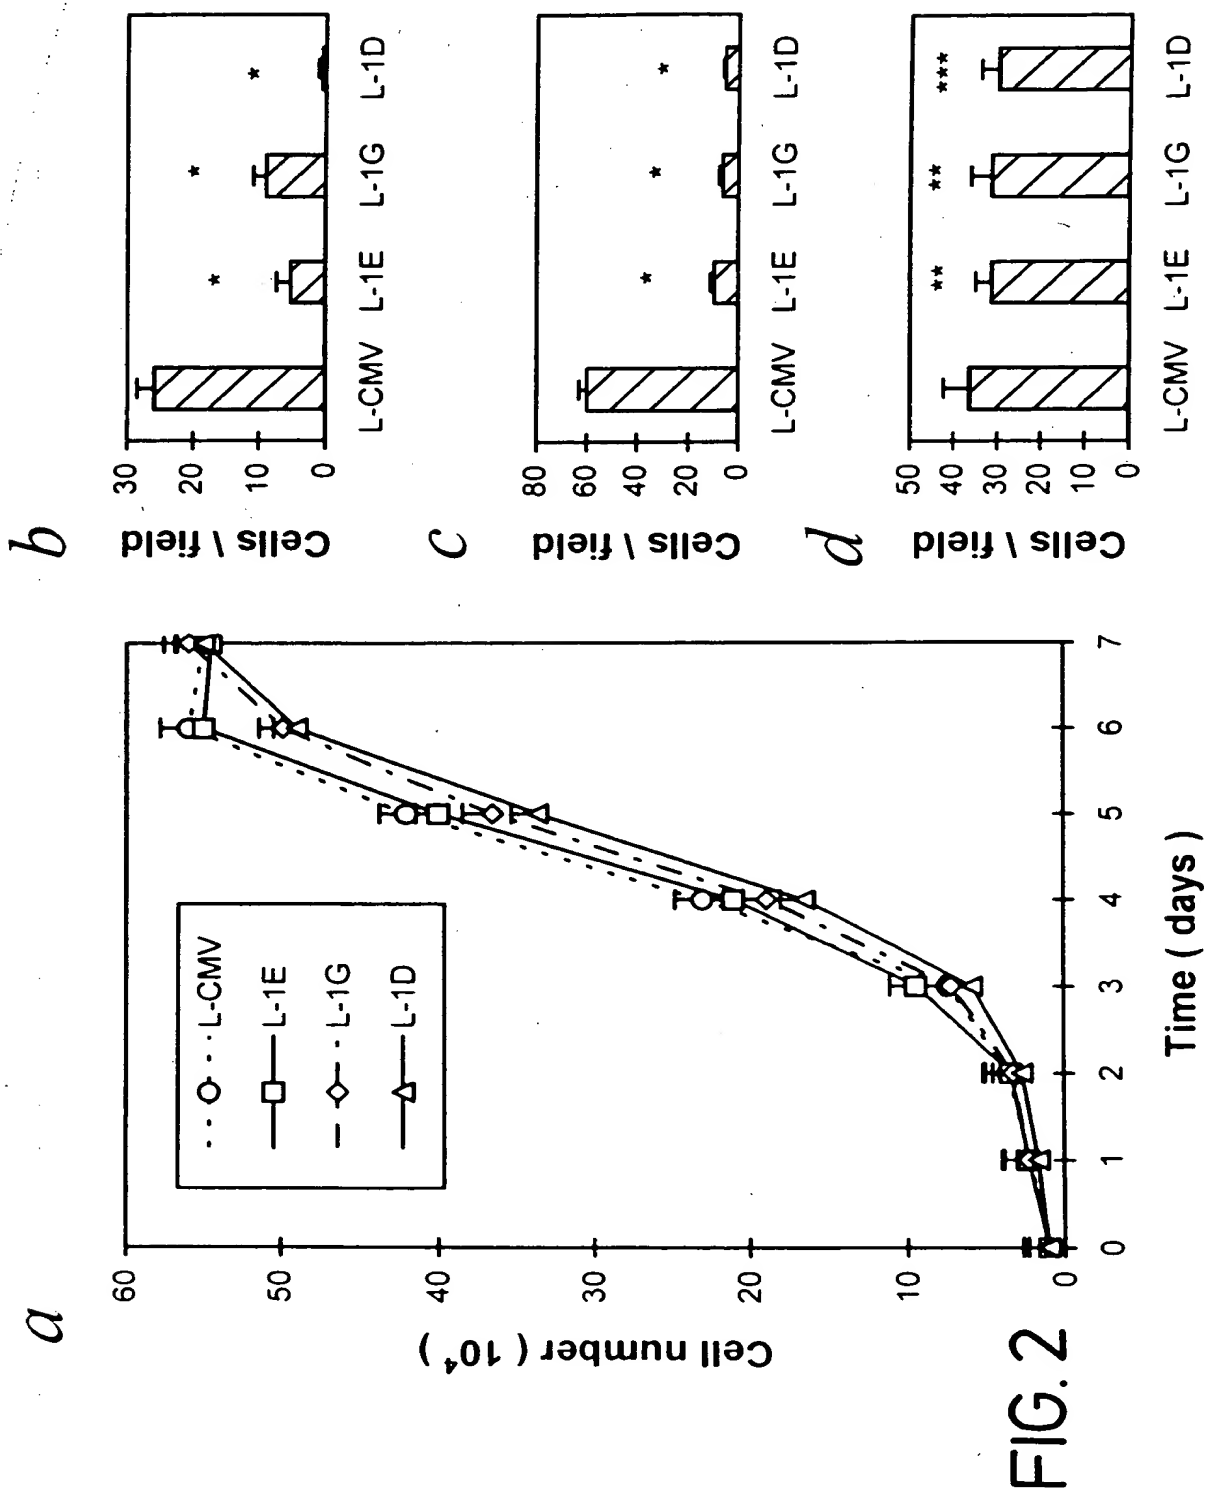 a
Cell number ( 10⁴ )
60
50
40
30
20
10
0
L-CMV
L-1E
L-1G
L-1D
0 1 2 3 4 5 6 7
Time ( days )
b
Cells \ field
30
20
10
0
* * *
L-CMV L-1E L-1G L-1D
c
Cells \ field
80
60
40
20
0
* * *
L-CMV L-1E L-1G L-1D
d
Cells \ field
50
40
30
20
10
0
** ** ***
L-CMV L-1E L-1G L-1D
FIG. 2